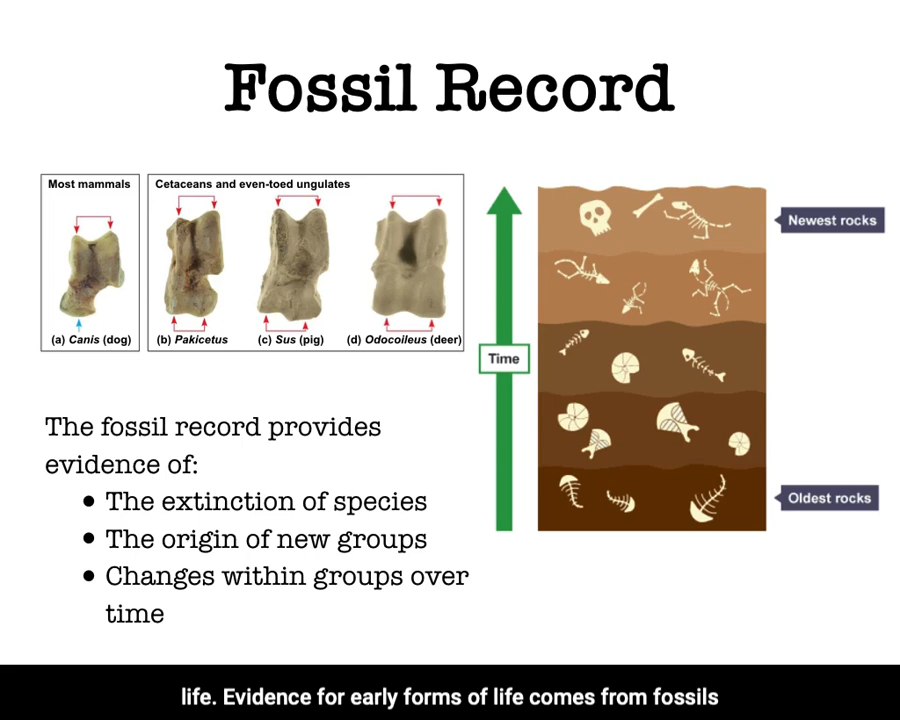 Fossil Record
Most mammals
Cetaceans and even-toed ungulates
(a) Canis (dog)
(b) Pakicetus
(c) Sus (pig)
(d) Odocoileus (deer)
Time
Newest rocks
Oldest rocks
The fossil record provides
evidence of:
• The extinction of species
• The origin of new groups
• Changes within groups over
time
life. Evidence for early forms of life comes from fossils